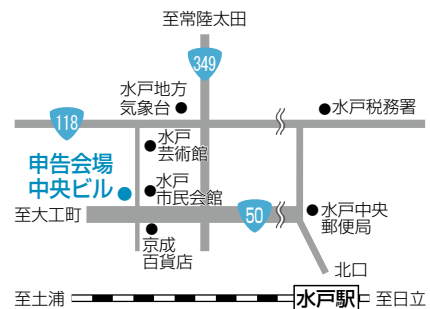 至常陸太田
349
水戸地方
気象台
水戸税務署
118
水戸
芸術館
申告会場
中央ビル
水戸
市民会館
至大工町
50
水戸中央
郵便局
京成
百貨店
北口
至土浦
水戸駅
至日立